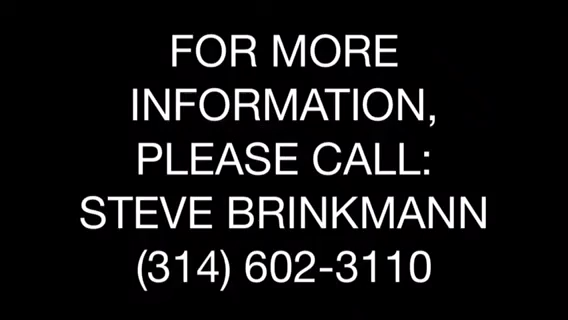 FOR MORE
INFORMATION,
PLEASE CALL:
STEVE BRINKMANN
(314) 602-3110